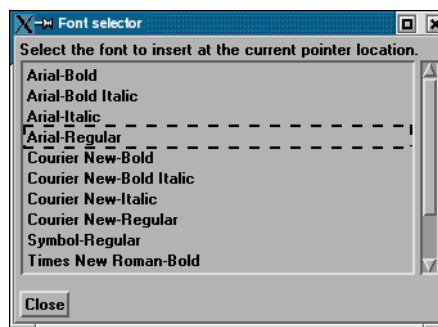 Font selector
Select the font to insert at the current pointer location.
Arial-Bold
Arial-Bold Italic
Arial-Italic
Arial-Regular
Courier New-Bold
Courier New-Bold Italic
Courier New-Italic
Courier New-Regular
Symbol-Regular
Times New Roman-Bold
Close